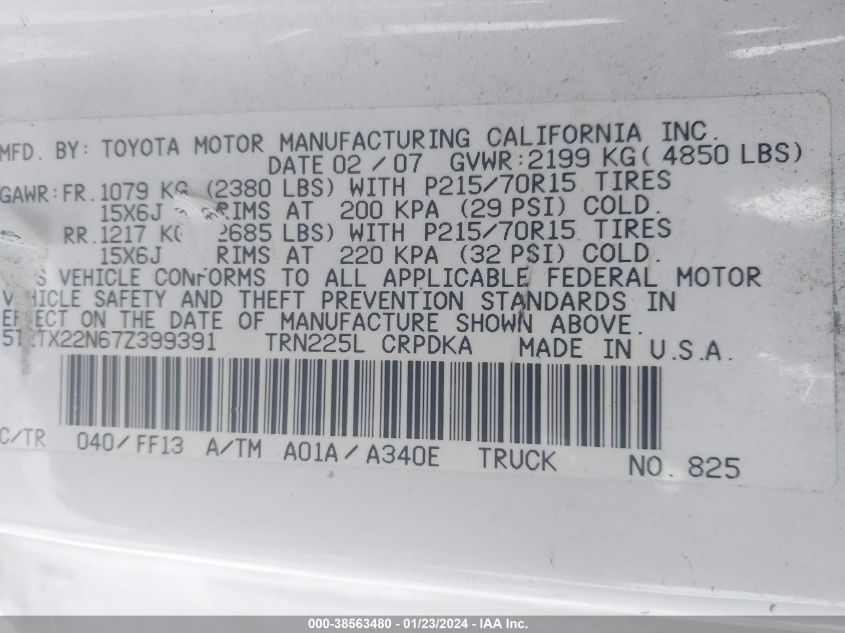 MFD. BY: TOYOTA MOTOR MANUFACTURING CALIFORNIA INC.
DATE 02 / 07 GVWR: 2199 KG( 4850 LBS)
GAWR: FR. 1079 KG (2380 LBS) WITH P215/70R15 TIRES
15X6J RIMS AT 200 KPA (29 PSI) COLD.
RR. 1217 KG 2685 LBS) WITH P215/70R15 TIRES
15X6J RIMS AT 220 KPA (32 PSI) COLD.
VEHICLE CONFORMS TO ALL APPLICABLE FEDERAL MOTOR
VEHICLE SAFETY AND THEFT PREVENTION STANDARDS IN
EFFECT ON THE DATE OF MANUFACTURE SHOWN ABOVE.
5TETX22N67Z399391 TRN225L CRPDKA MADE IN U.S.A.
C/TR 040/FF13 A/TM A01A/A340E TRUCK NO. 825
000-38563480 - 01/23/2024 - IAA Inc.